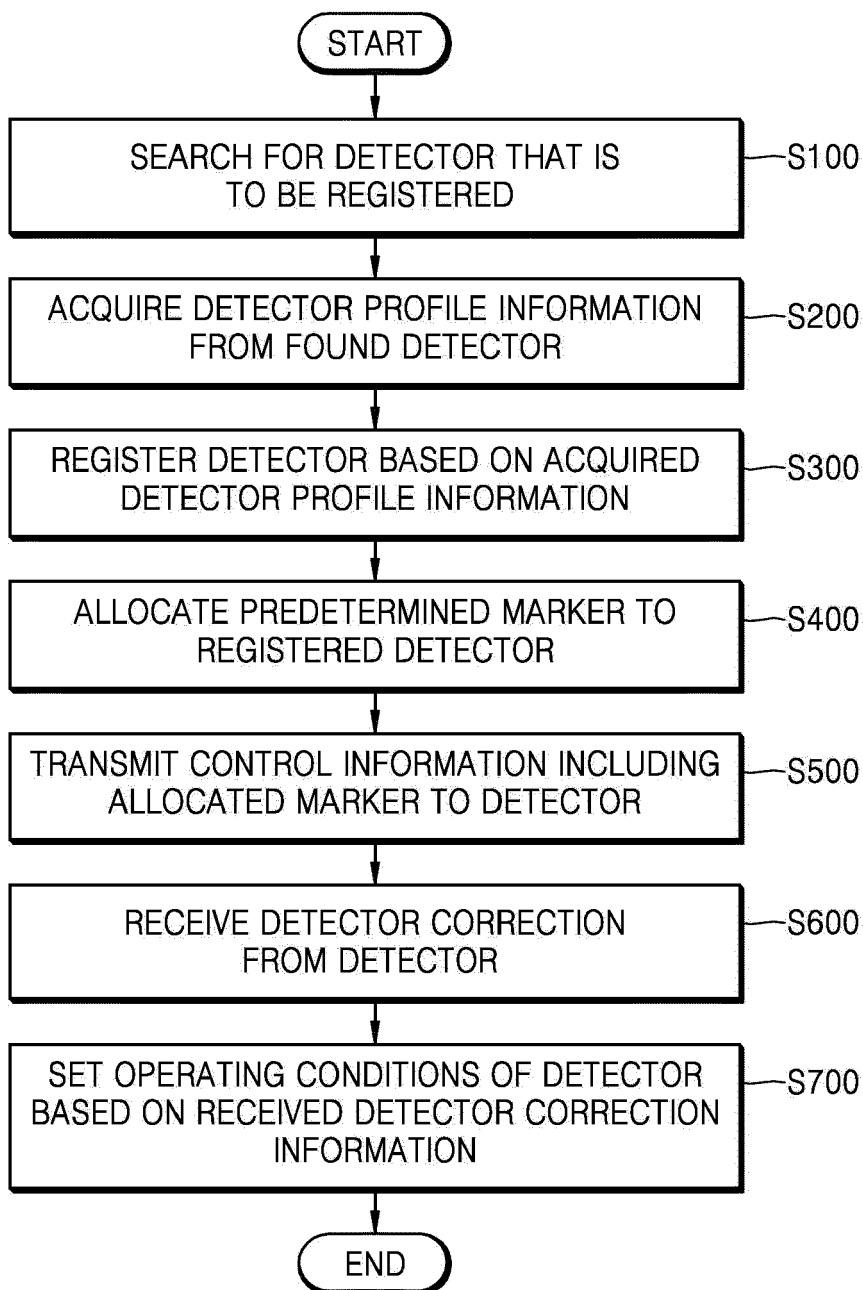 START
SEARCH FOR DETECTOR THAT IS
TO BE REGISTERED
S100
ACQUIRE DETECTOR PROFILE INFORMATION
FROM FOUND DETECTOR
S200
REGISTER DETECTOR BASED ON ACQUIRED
DETECTOR PROFILE INFORMATION
S300
ALLOCATE PREDETERMINED MARKER TO
REGISTERED DETECTOR
S400
TRANSMIT CONTROL INFORMATION INCLUDING
ALLOCATED MARKER TO DETECTOR
S500
RECEIVE DETECTOR CORRECTION
FROM DETECTOR
S600
SET OPERATING CONDITIONS OF DETECTOR
BASED ON RECEIVED DETECTOR CORRECTION
INFORMATION
S700
END